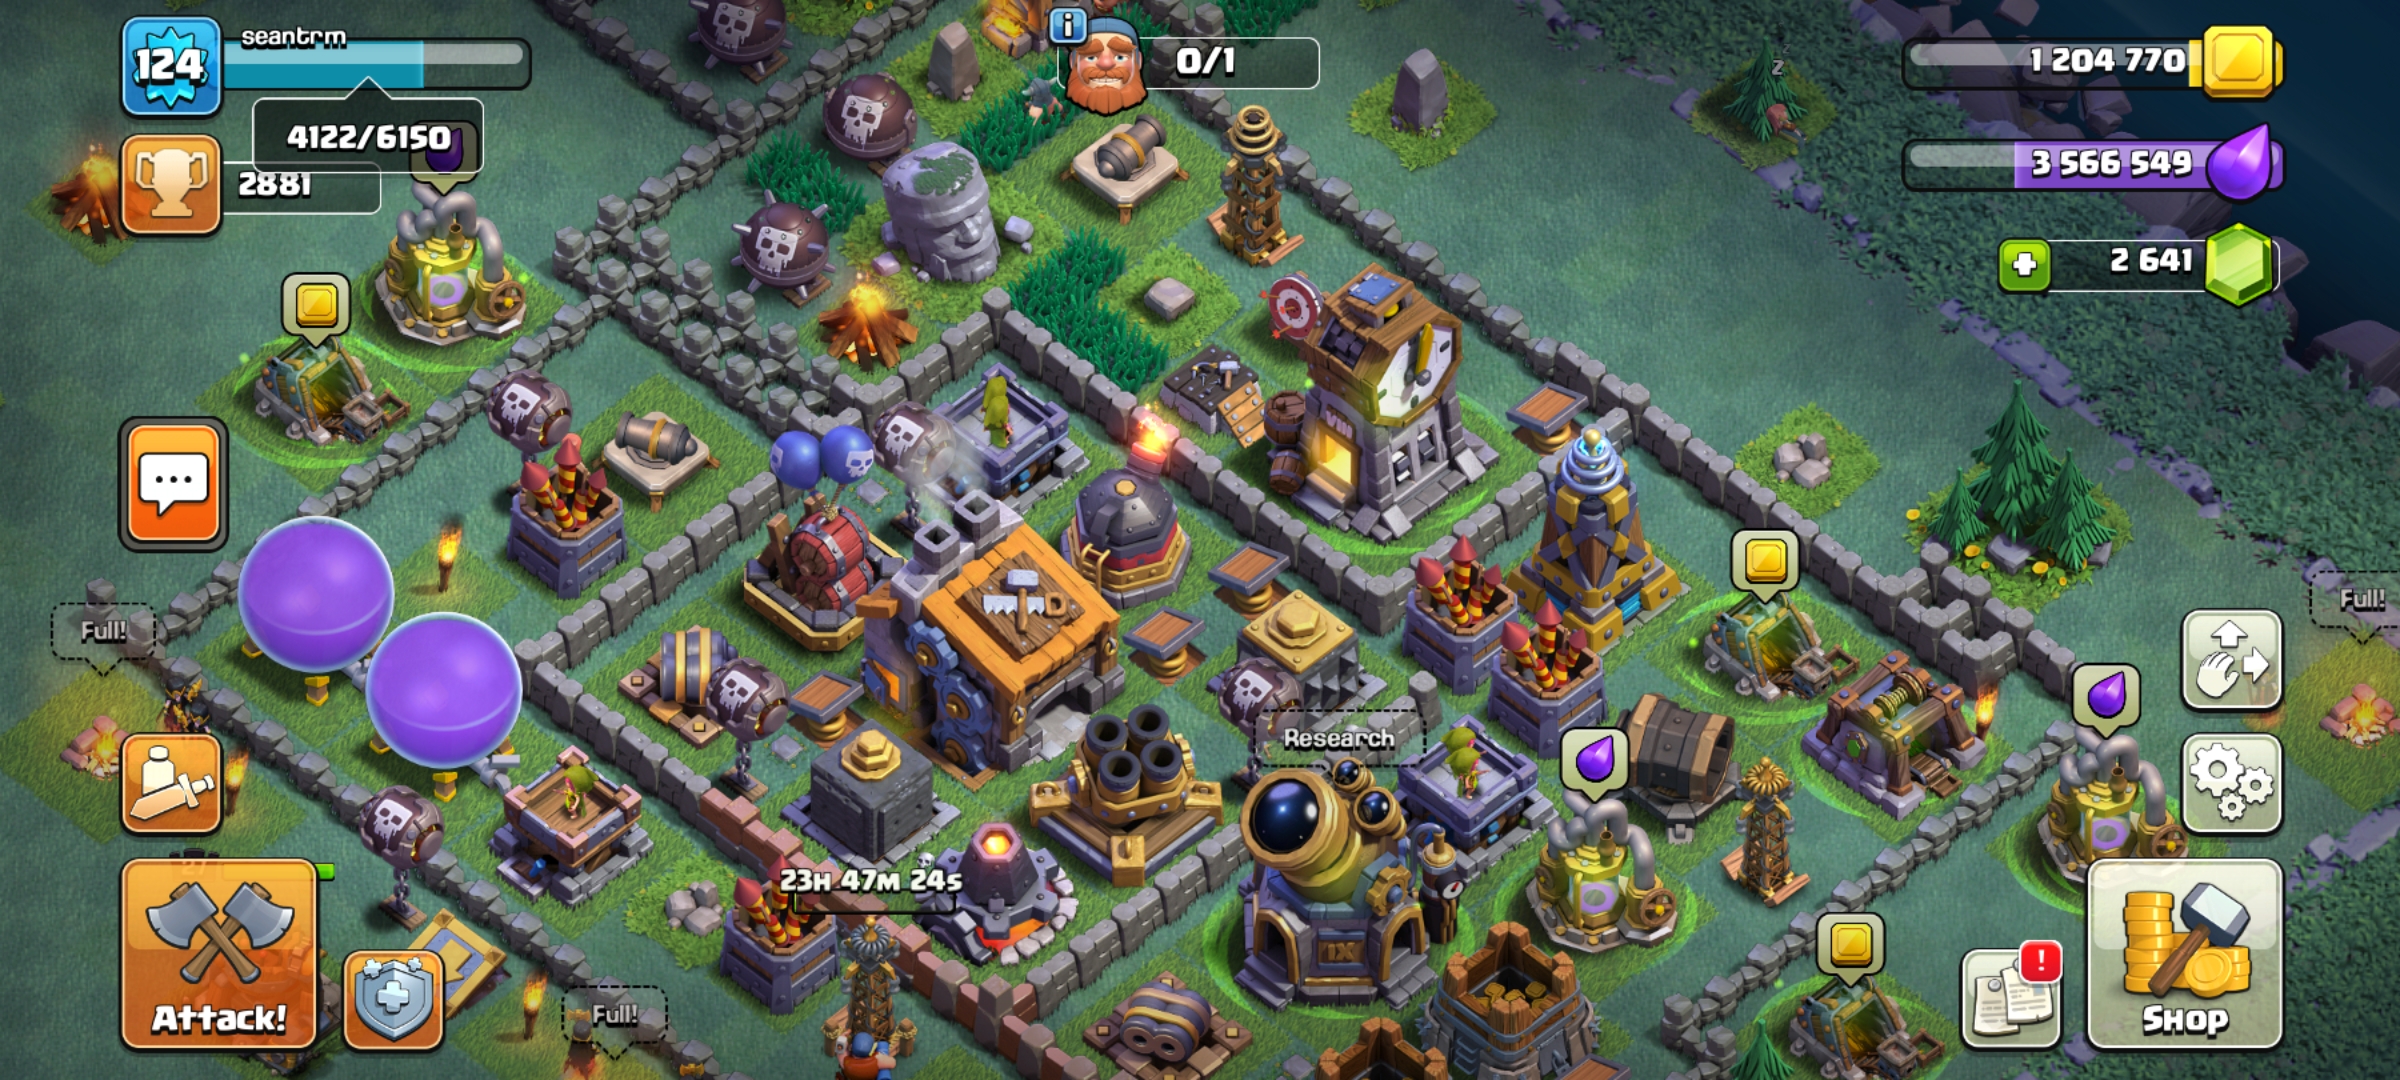 124
seantrm
4122/6150
2881
0/1
1 204 770
3 566 549
2 641
Full!
Full!
Research
23H 47M 24s
IX
Full!
Attack!
!
Shop